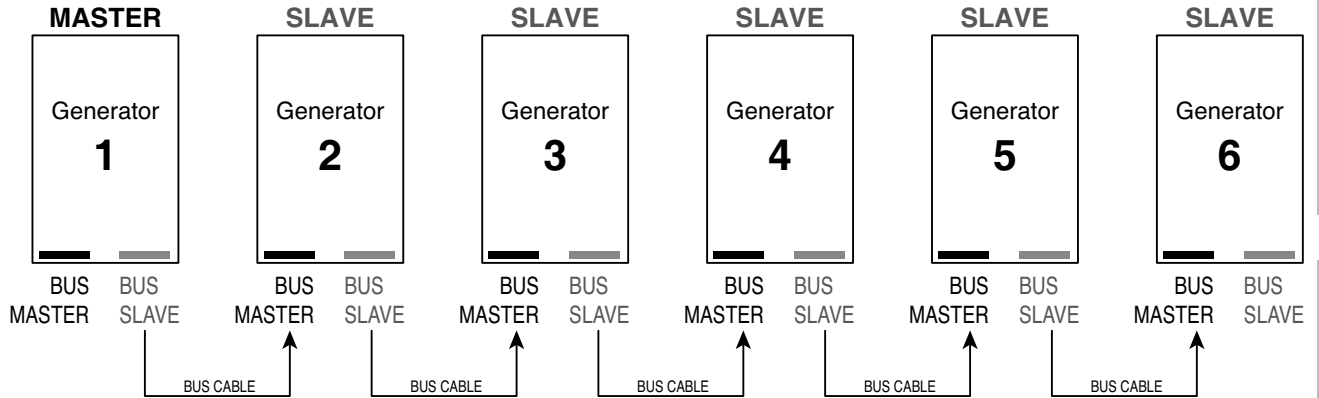 MASTER SLAVE SLAVE SLAVE SLAVE SLAVE
Generator Generator Generator Generator Generator Generator
1 2 3 4 5 6
BUS BUS BUS BUS BUS BUS BUS BUS BUS BUS BUS BUS
MASTER SLAVE MASTER SLAVE MASTER SLAVE MASTER SLAVE MASTER SLAVE MASTER SLAVE
BUS CABLE BUS CABLE BUS CABLE BUS CABLE BUS CABLE